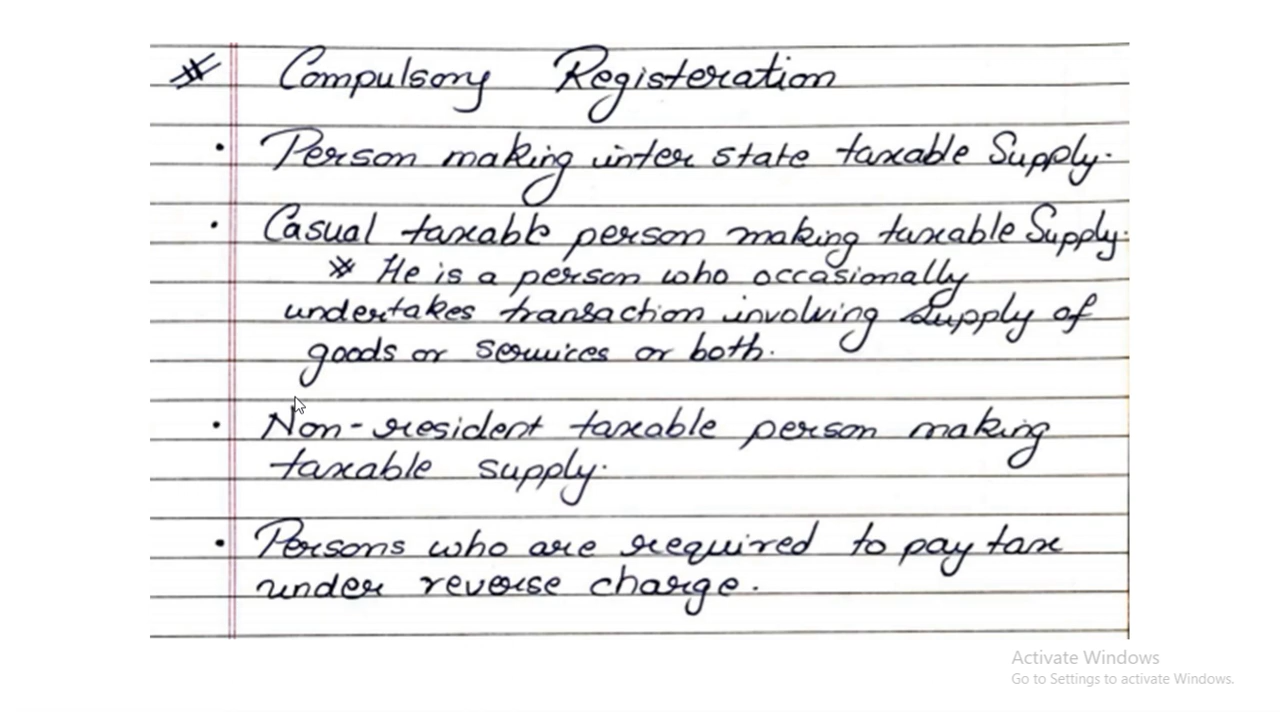 # Compulsory Registeration
• Person making inter state taxable Supply.
• Casual taxable person making taxable Supply.
* He is a person who occasionally
undertakes transaction involving Supply of
goods or services or both.
• Non-resident taxable person making
taxable supply.
• Persons who are required to pay tax
under reverse charge.
Activate Windows
Go to Settings to activate Windows.